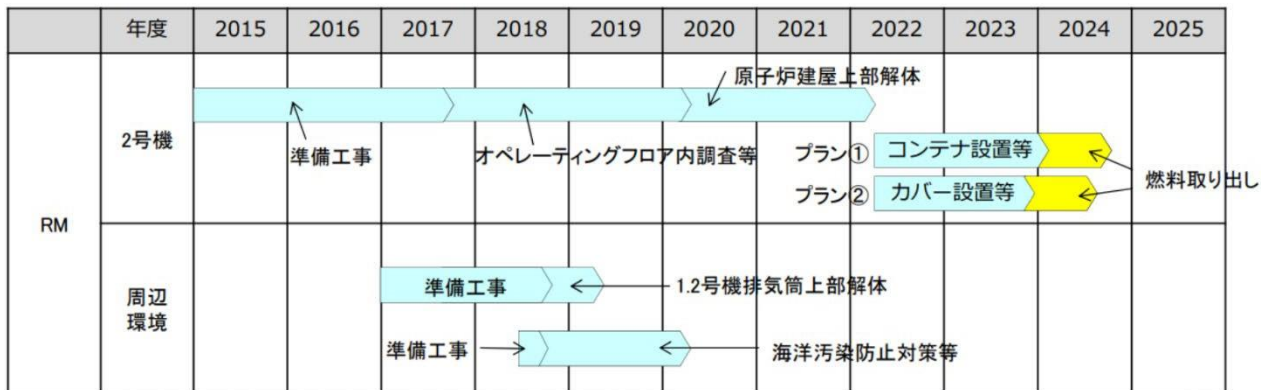 年度 2015 2016 2017 2018 2019 2020 2021 2022 2023 2024 2025
RM
2号機
原子炉建屋上部解体
準備工事
オペレーティングフロア内調査等
プラン① コンテナ設置等
燃料取り出し
プラン② カバー設置等
周辺
環境
準備工事
1.2号機排気筒上部解体
準備工事
海洋汚染防止対策等